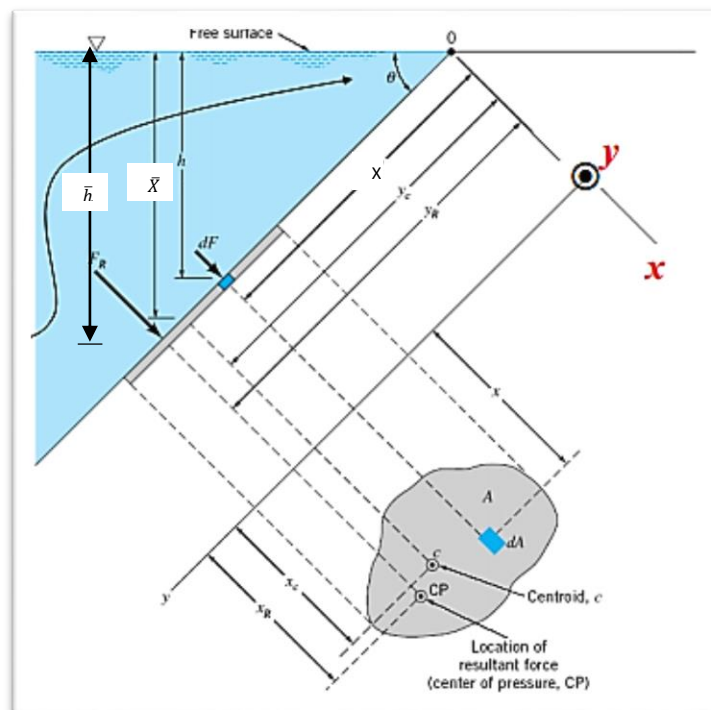 Free surface
0
θ
y
x
h̄
X̄
h
X
y_c
y_R
dF
F_R
x
A
dA
c
CP
Centroid, c
x_c
x_R
y
Location of
resultant force
(center of pressure, CP)